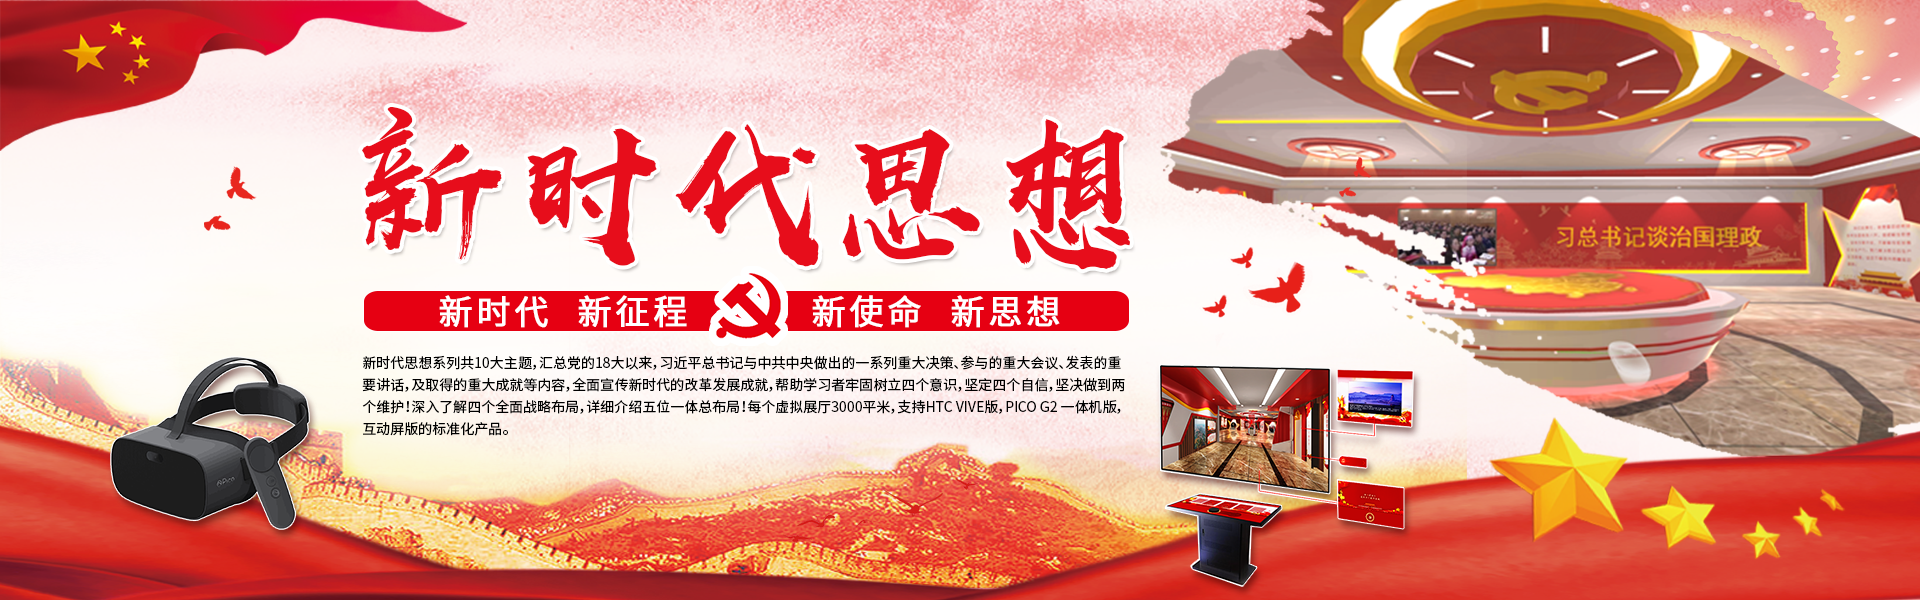 新时代思想
新时代 新征程 新使命 新思想
新时代思想系列共10大主题,汇总党的18大以来,习近平总书记与中共中央做出的一系列重大决策、参与的重大会议、发表的重
要讲话,及取得的重大成就等内容,全面宣传新时代的改革发展成就,帮助学习者牢固树立四个意识,坚定四个自信,坚决做到两
个维护!深入了解四个全面战略布局,详细介绍五位一体总布局!每个虚拟展厅3000平米,支持HTC VIVE版,PICO G2 一体机版,
互动屏版的标准化产品。
习总书记谈治国理政
Pico